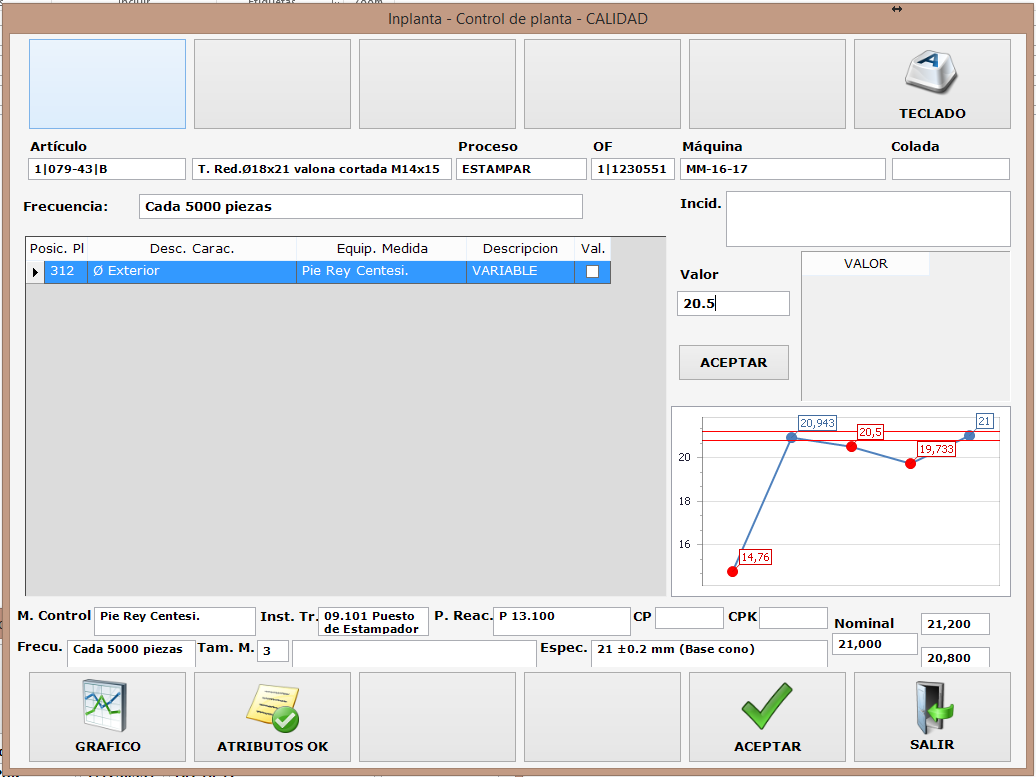 Inplanta - Control de planta - CALIDAD
TECLADO
Artículo Proceso OF Máquina Colada
1|079-43|B T. Red.Ø18x21 valona cortada M14x15 ESTAMPAR 1|1230551 MM-16-17
Frecuencia: Cada 5000 piezas Incid.
Posic. Pl Desc. Carac. Equip. Medida Descripcion Val.
312 Ø Exterior Pie Rey Centesi. VARIABLE
Valor VALOR
20.5
ACEPTAR
20,943 20,5 19,733 21
20
18
16
14,76
M. Control Pie Rey Centesi. Inst. Tr. 09.101 Puesto de Estampador P. Reac. P 13.100 CP CPK Nominal 21,200
Frecu. Cada 5000 piezas Tam. M. 3 Espec. 21 ±0.2 mm (Base cono) 21,000 20,800
GRAFICO ATRIBUTOS OK ACEPTAR SALIR